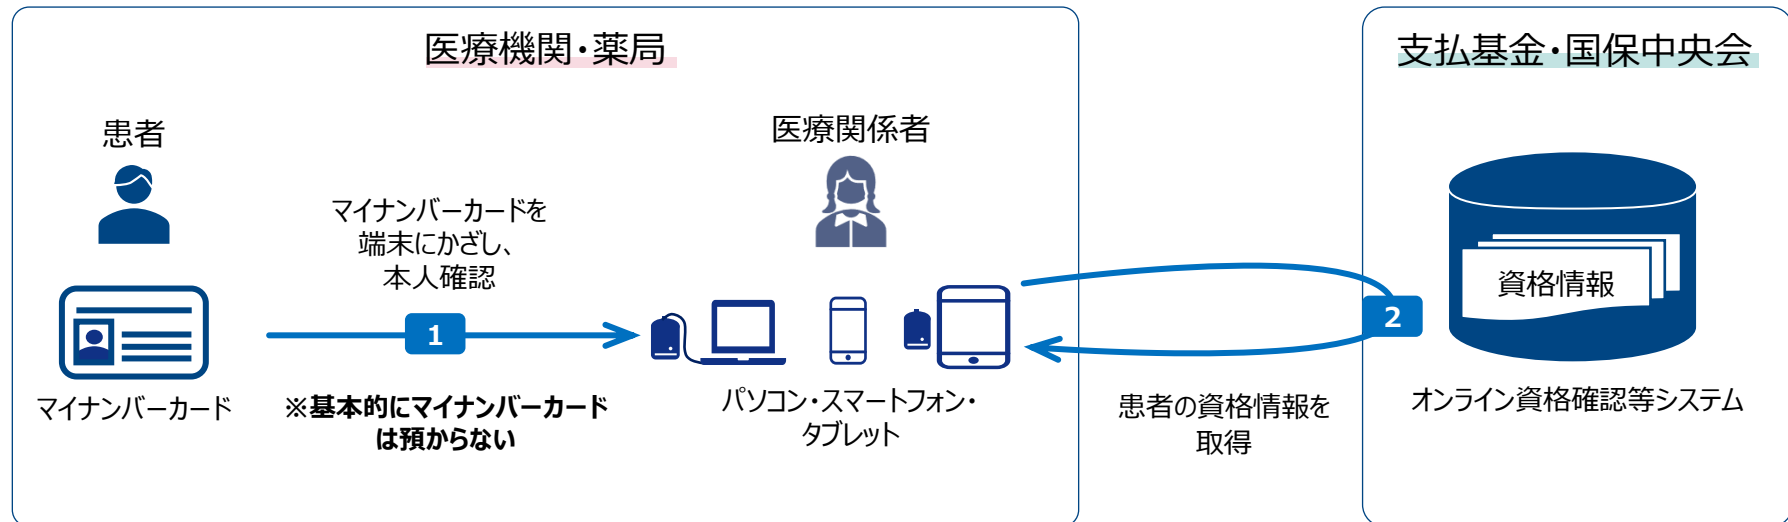 医療機関・薬局
支払基金・国保中央会
患者
医療関係者
マイナンバーカードを
端末にかざし、
本人確認
1
2
資格情報
マイナンバーカード
※基本的にマイナンバーカード
は預からない
パソコン・スマートフォン・
タブレット
患者の資格情報を
取得
オンライン資格確認等システム